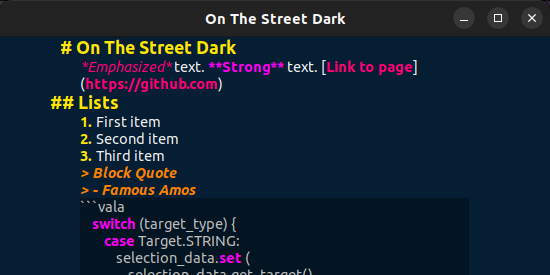 On The Street Dark
# On The Street Dark
*Emphasized* text. **Strong** text. [Link to page]
(https://github.com)
## Lists
1. First item
2. Second item
3. Third item
> Block Quote
> - Famous Amos
```vala
switch (target_type) {
case Target.STRING:
selection_data.set (
selection_data.get_target()